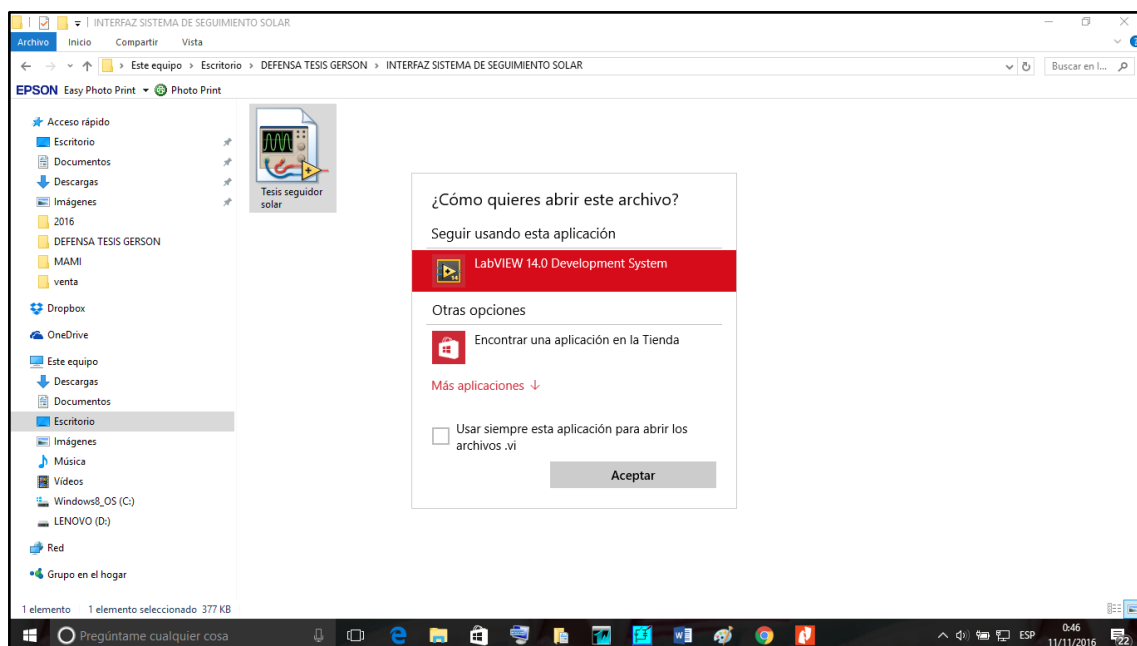 INTERFAZ SISTEMA DE SEGUIMIENTO SOLAR
Archivo Inicio Compartir Vista
Este equipo > Escritorio > DEFENSA TESIS GERSON > INTERFAZ SISTEMA DE SEGUIMIENTO SOLAR
Buscar en I...
EPSON Easy Photo Print Photo Print
Acceso rápido
Escritorio
Documentos
Descargas
Imágenes
2016
DEFENSA TESIS GERSON
MAMI
venta
Dropbox
OneDrive
Este equipo
Descargas
Documentos
Escritorio
Imágenes
Música
Vídeos
Windows8_OS (C:)
LENOVO (D:)
Red
Grupo en el hogar
Tesis seguidor
solar
¿Cómo quieres abrir este archivo?
Seguir usando esta aplicación
14
LabVIEW 14.0 Development System
Otras opciones
Encontrar una aplicación en la Tienda
Más aplicaciones
Usar siempre esta aplicación para abrir los
archivos .vi
Aceptar
1 elemento 1 elemento seleccionado 377 KB
Pregúntame cualquier cosa
ESP
0:46
11/11/2016
22